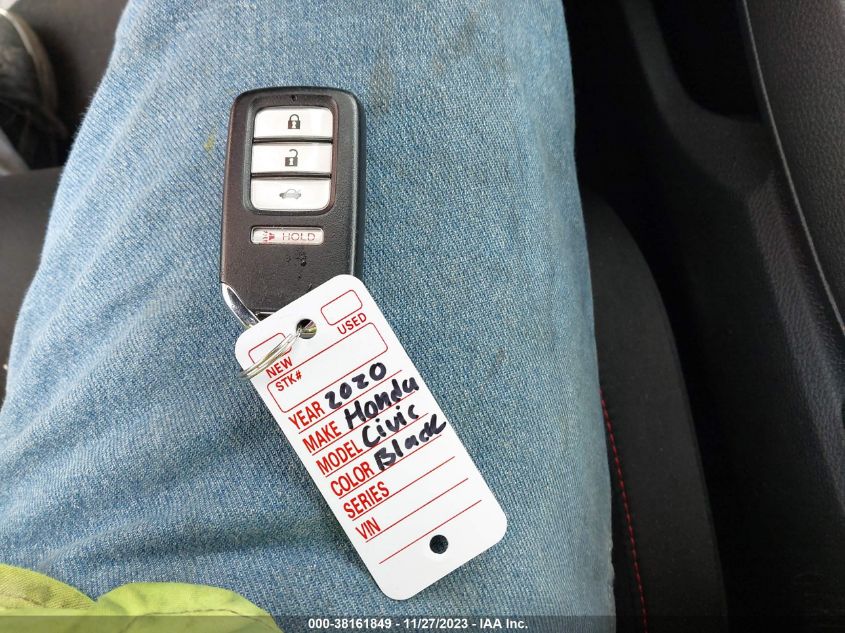 HOLD
NEW USED
STK#
YEAR 2020
MAKE Honda
MODEL Civic
COLOR Black
SERIES
VIN
000-38161849 — 11/27/2023 — IAA Inc.